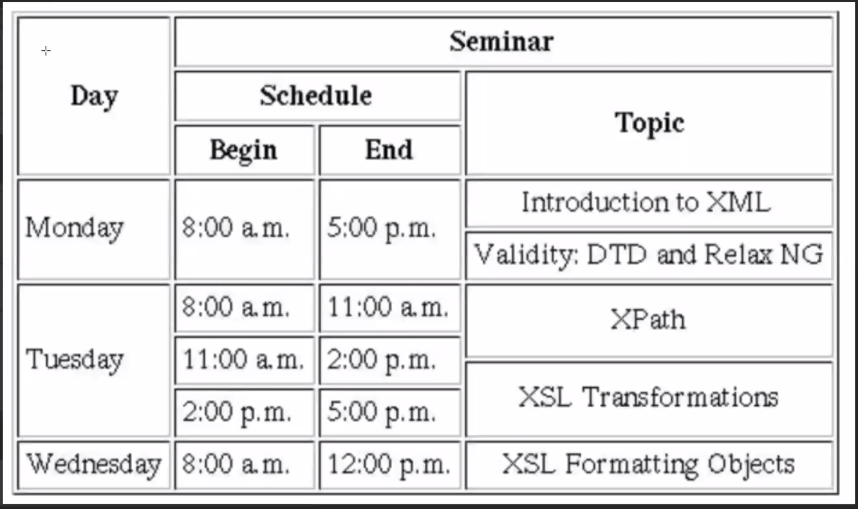 Seminar
Day
Schedule
Topic
Begin
End
Monday
8:00 a.m.
5:00 p.m.
Introduction to XML
Validity: DTD and Relax NG
Tuesday
8:00 a.m.
11:00 a.m.
XPath
11:00 a.m.
2:00 p.m.
XSL Transformations
2:00 p.m.
5:00 p.m.
Wednesday
8:00 a.m.
12:00 p.m.
XSL Formatting Objects